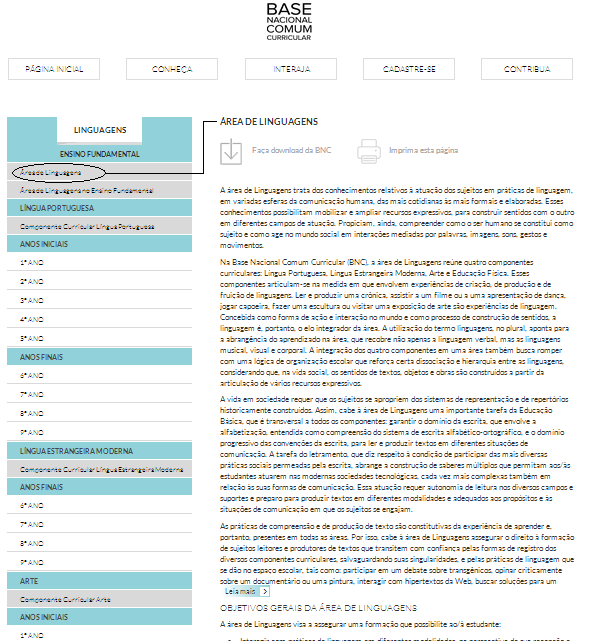 BASE
NACIONAL
COMUM
CURRICULAR
PÁGINA INICIAL
CONHEÇA
INTERAJA
CADASTRE-SE
CONTRIBUA
LINGUAGENS
ENSINO FUNDAMENTAL
Área de Linguagens
Área de Linguagens no Ensino Fundamental
LÍNGUA PORTUGUESA
Componente Curricular Língua Portuguesa
ANOS INICIAIS
1º ANO
2º ANO
3º ANO
4º ANO
5º ANO
ANOS FINAIS
6º ANO
7º ANO
8º ANO
9º ANO
LÍNGUA ESTRANGEIRA MODERNA
Componente Curricular Língua Estrangeira Moderna
ANOS FINAIS
6º ANO
7º ANO
8º ANO
9º ANO
ARTE
Componente Curricular Arte
ANOS INICIAIS
1º ANO
ÁREA DE LINGUAGENS
Faça download da BNC
Imprima esta página
A área de Linguagens trata dos conhecimentos relativos à atuação dos sujeitos em práticas de linguagem,
em variadas esferas da comunicação humana, das mais cotidianas às mais formais e elaboradas. Esses
conhecimentos possibilitam mobilizar e ampliar recursos expressivos, para construir sentidos com o outro
em diferentes campos de atuação. Propiciam, ainda, compreender como o ser humano se constitui como
sujeito e como age no mundo social em interações mediadas por palavras, imagens, sons, gestos e
movimentos.
Na Base Nacional Comum Curricular (BNC), a área de Linguagens reúne quatro componentes
curriculares: Língua Portuguesa, Língua Estrangeira Moderna, Arte e Educação Física. Esses
componentes articulam-se na medida em que envolvem experiências de criação, de produção e de
fruição de linguagens. Ler e produzir uma crônica, assistir a um filme ou a uma apresentação de dança,
jogar capoeira, fazer uma escultura ou visitar uma exposição de arte são experiências de linguagem.
Concebida como forma de ação e interação no mundo e como processo de construção de sentidos, a
linguagem é, portanto, o elo integrador da área. A utilização do termo linguagens, no plural, aponta para
a abrangência do aprendizado na área, que recobre não apenas a linguagem verbal, mas as linguagens
musical, visual e corporal. A integração dos quatro componentes em uma área também busca romper
com uma lógica de organização escolar que reforça certa dissociação e hierarquia entre as linguagens,
considerando que, na vida social, os sentidos de textos, objetos e obras são construídos a partir da
articulação de vários recursos expressivos.
A vida em sociedade requer que os sujeitos se apropriem dos sistemas de representação e de repertórios
historicamente construídos. Assim, cabe à área de Linguagens uma importante tarefa da Educação
Básica, que é transversal a todos os componentes: garantir o domínio da escrita, que envolve a
alfabetização, entendida como compreensão do sistema de escrita alfabético-ortográfico, e o domínio
progressivo das convenções da escrita, para ler e produzir textos em diferentes situações de
comunicação. A tarefa do letramento, que diz respeito à condição de participar das mais diversas
práticas sociais permeadas pela escrita, abrange a construção de saberes múltiplos que permitam aos/às
estudantes atuarem nas modernas sociedades tecnológicas, cada vez mais complexas também em
relação às suas formas de comunicação. Essa atuação requer autonomia de leitura nos diversos campos e
suportes e preparo para produzir textos em diferentes modalidades e adequados aos propósitos e às
situações de comunicação em que os sujeitos se engajam.
As práticas de compreensão e de produção de texto são constitutivas da experiência de aprender e,
portanto, presentes em todas as áreas. Por isso, cabe à área de Linguagens assegurar o direito à formação
de sujeitos leitores e produtores de textos que transitem com confiança pelas formas de registro dos
diversos componentes curriculares, salvaguardando suas singularidades, e pelas práticas de linguagem que
se dão no espaço escolar, tais como: participar em um debate sobre transgênicos, opinar criticamente
sobre um documentário ou uma pintura, interagir com hipertextos da Web, buscar soluções para um
Leia mais >
OBJETIVOS GERAIS DA ÁREA DE LINGUAGENS
A área de Linguagens visa a assegurar uma formação que possibilite ao/à estudante: